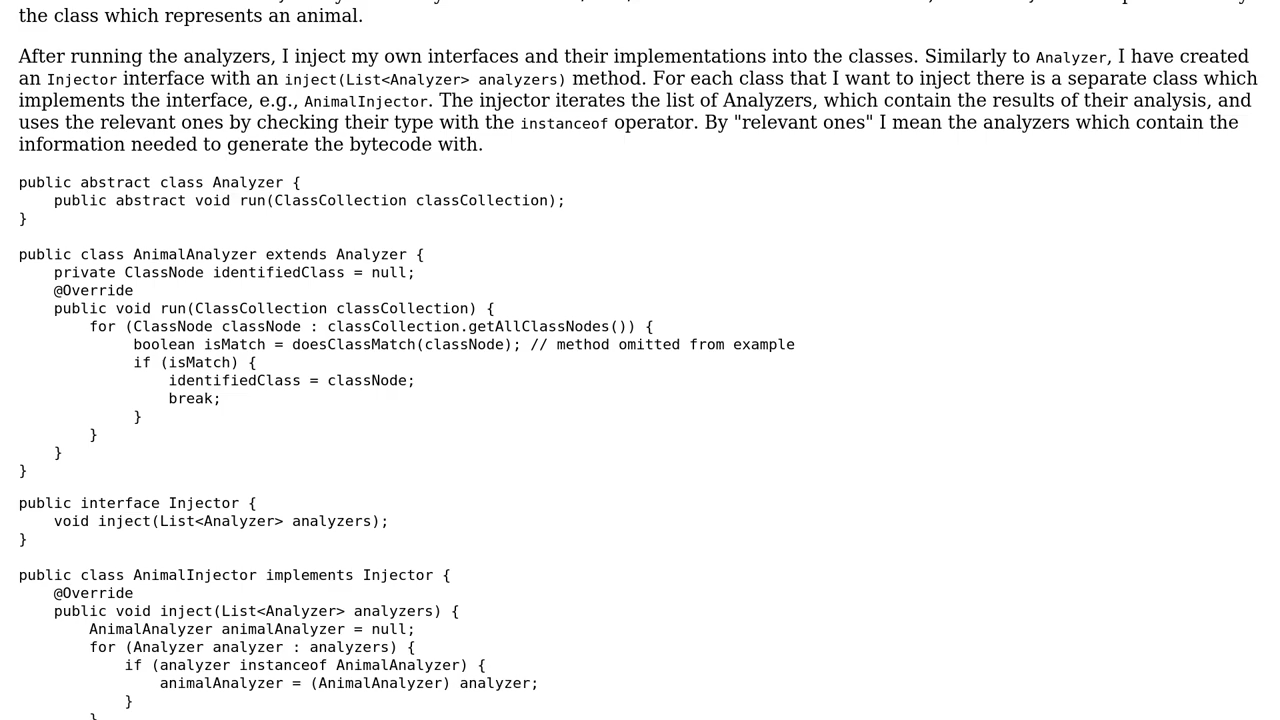 the class which represents an animal.
After running the analyzers, I inject my own interfaces and their implementations into the classes. Similarly to Analyzer, I have created
an Injector interface with an inject(List<Analyzer> analyzers) method. For each class that I want to inject there is a separate class which
implements the interface, e.g., AnimalInjector. The injector iterates the list of Analyzers, which contain the results of their analysis, and
uses the relevant ones by checking their type with the instanceof operator. By "relevant ones" I mean the analyzers which contain the
information needed to generate the bytecode with.
public abstract class Analyzer {
    public abstract void run(ClassCollection classCollection);
}
public class AnimalAnalyzer extends Analyzer {
    private ClassNode identifiedClass = null;
    @Override
    public void run(ClassCollection classCollection) {
        for (ClassNode classNode : classCollection.getAllClassNodes()) {
             boolean isMatch = doesClassMatch(classNode); // method omitted from example
             if (isMatch) {
                 identifiedClass = classNode;
                 break;
             }
        }
    }
}
public interface Injector {
    void inject(List<Analyzer> analyzers);
}
public class AnimalInjector implements Injector {
    @Override
    public void inject(List<Analyzer> analyzers) {
        AnimalAnalyzer animalAnalyzer = null;
        for (Analyzer analyzer : analyzers) {
            if (analyzer instanceof AnimalAnalyzer) {
                animalAnalyzer = (AnimalAnalyzer) analyzer;
            }
        }